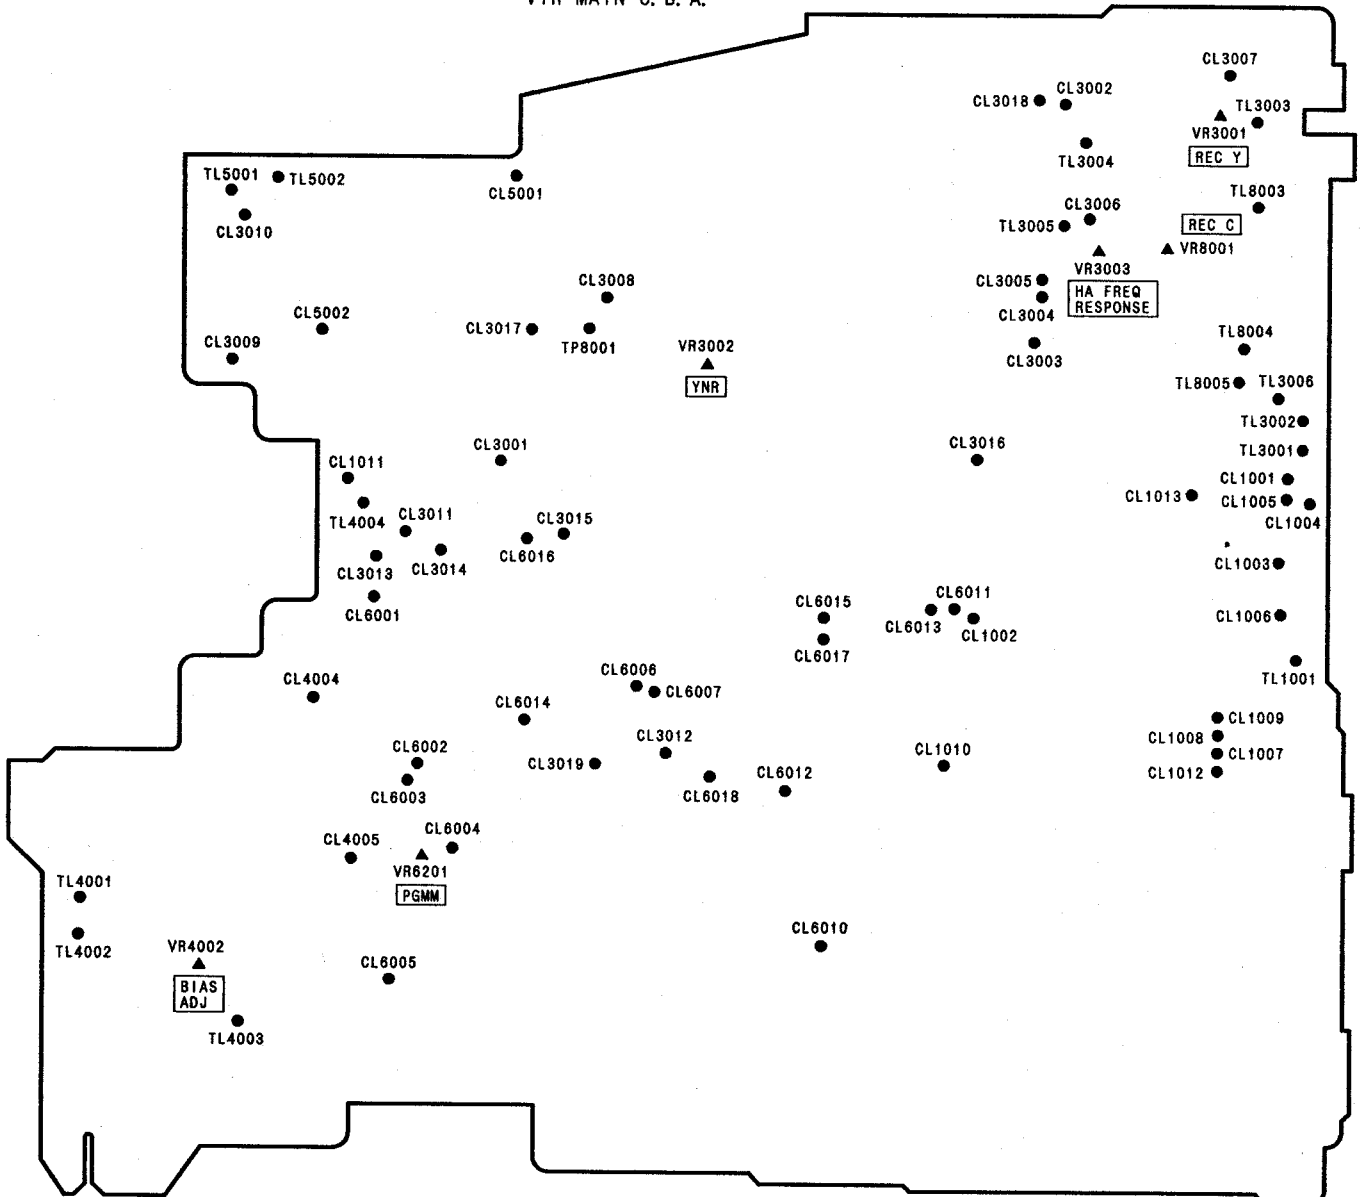 VTR MAIN C. B. A.
CL3007
CL3018
CL3002
TL3003
VR3001
REC Y
TL3004
TL5001
TL5002
CL5001
CL3010
TL8003
CL3006
TL3005
REC C
VR8001
VR3003
HA FREQ
RESPONSE
CL3005
CL3008
CL3004
CL5002
CL3017
TP8001
CL3009
VR3002
YNR
CL3003
TL8004
TL8005
TL3006
TL3002
CL3001
CL3016
TL3001
CL1011
CL1001
CL1013
CL1005
CL1004
TL4004
CL3011
CL3015
CL6016
CL3013
CL3014
CL1003
CL6001
CL6015
CL6011
CL6013
CL1002
CL1006
CL6017
CL6006
CL6007
TL1001
CL4004
CL6014
CL1009
CL3012
CL1008
CL6002
CL3019
CL1010
CL1007
CL6012
CL1012
CL6003
CL6018
CL4005
CL6004
VR6201
PGMM
TL4001
TL4002
VR4002
BIAS
ADJ
CL6005
CL6010
TL4003